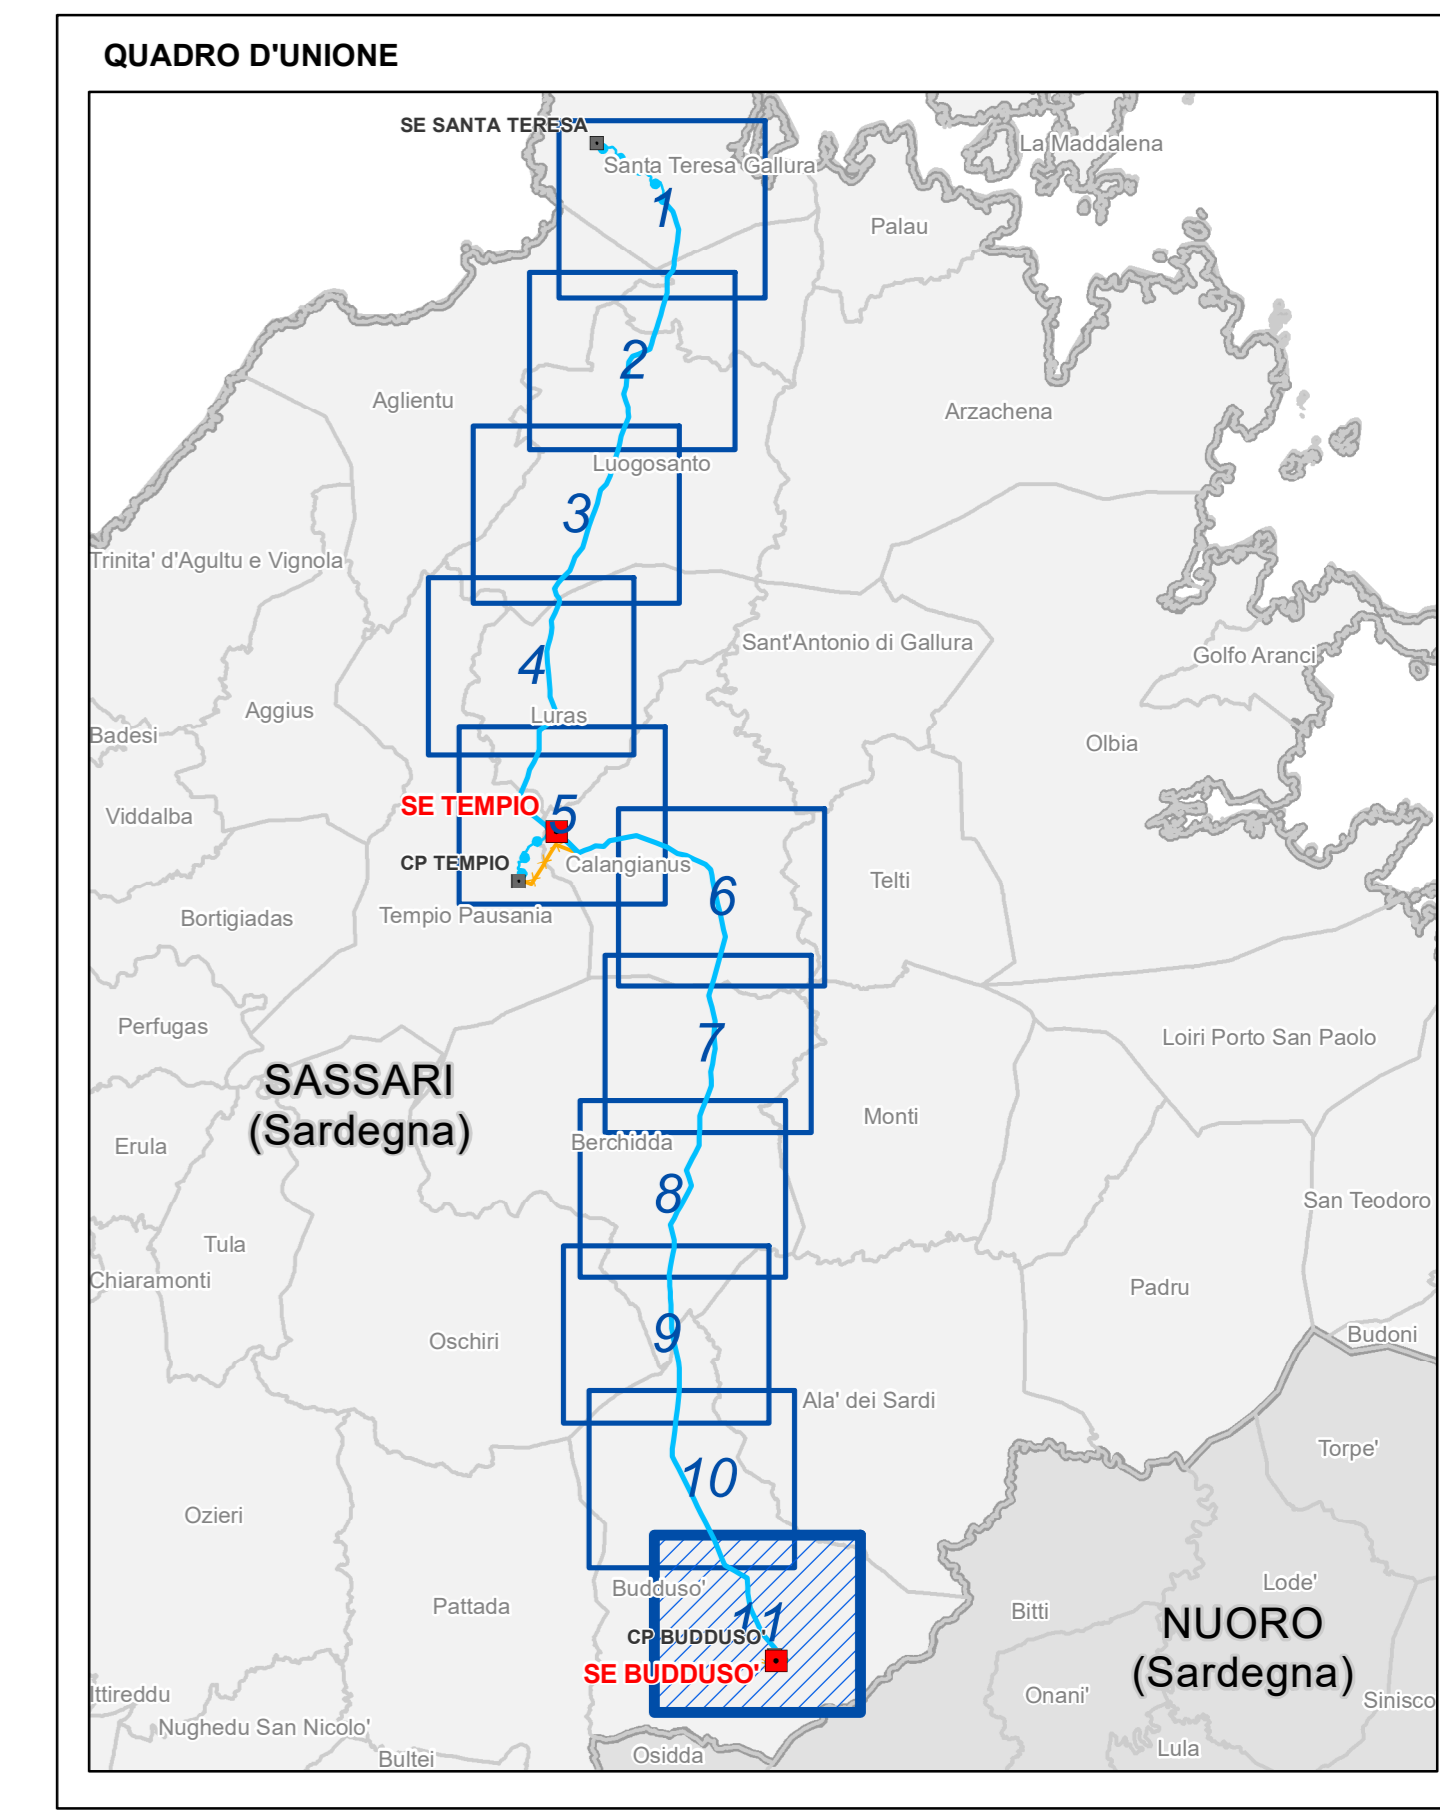 QUADRO D'UNIONE
SE SANTA TERESA
La Maddalena
Santa Teresa Gallura
1
Palau
2
Aglientu
Arzachena
Luogosanto
3
Trinita' d'Agultu e Vignola
Sant'Antonio di Gallura
Golfo Aranci
4
Aggius
Luras
Badesi
Olbia
SE TEMPIO
5
Viddalba
CP TEMPIO
Calangianus
Telti
6
Tempio Pausania
Bortigiadas
Perfugas
Loiri Porto San Paolo
7
SASSARI
(Sardegna)
Monti
Erula
Berchidda
8
San Teodoro
Tula
Chiaramonti
Padru
9
Budoni
Oschiri
Ala' dei Sardi
Torpe'
10
Ozieri
Lode'
Budduso'
Pattada
Bitti
11
NUORO
(Sardegna)
CP BUDDUSO'
SE BUDDUSO'
Ittireddu
Onani'
Sinisco
Nughedu San Nicolo'
Lula
Osidda
Bultei